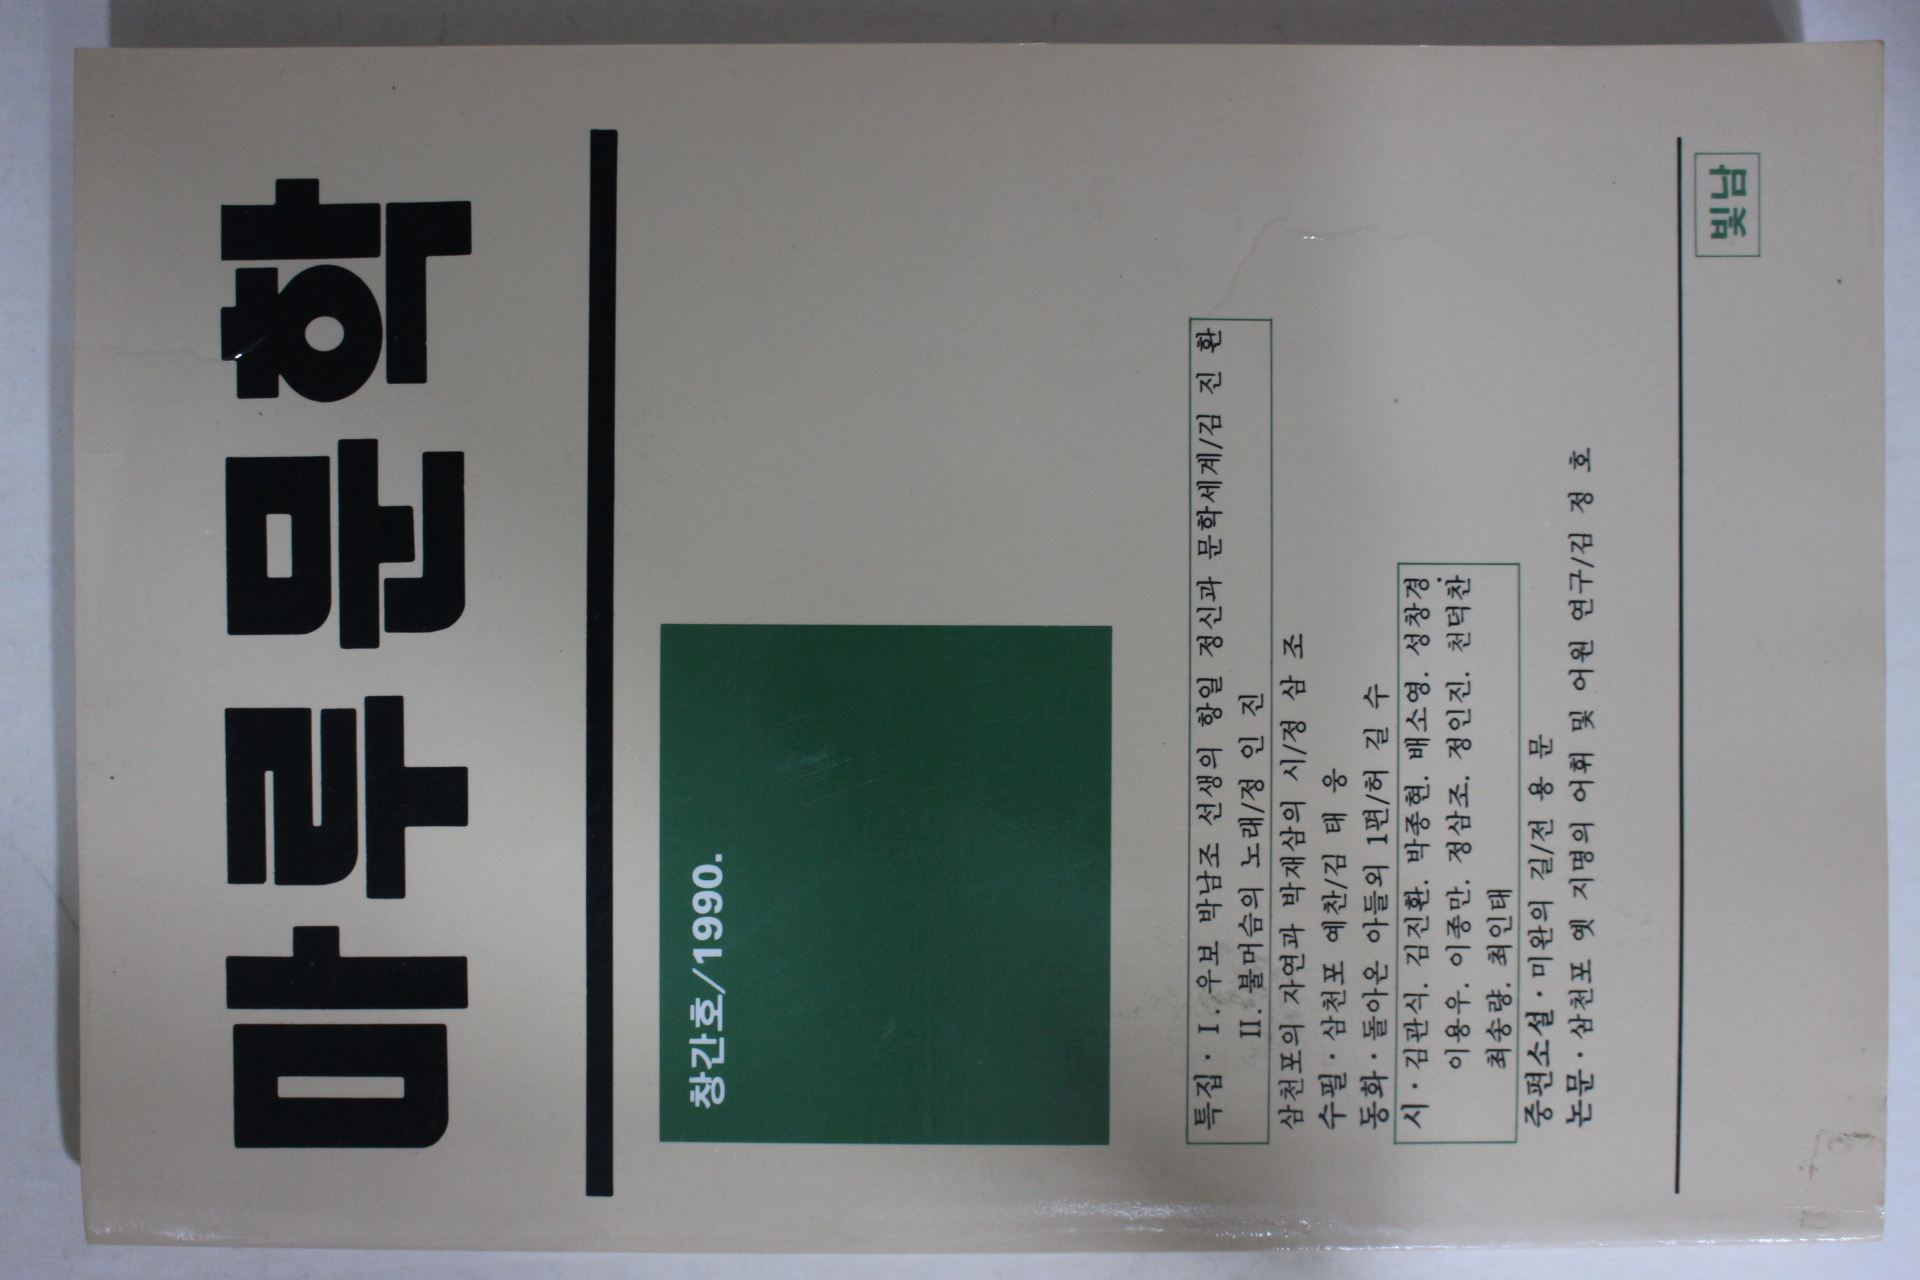 마루문학
창간호/1990.
특집 · I. 우보 박남조 선생의 항일 정신과 문학세계/김 진 환
II. 불머슴의 노래/정 인 진
삼천포의 자연과 박재삼의 시/정 삼 조
수필 · 삼천포 예찬/김 태 웅
동화 · 돌아온 아들외 1편/허 길 수
시 · 김관식. 김진환. 박종현. 배소영. 성창경
이용우. 이종만. 정삼조. 정인진. 천덕찬
최송량. 최인태
중편소설 · 미완의 길/전 용 문
논문 · 삼천포 옛 지명의 어휘 및 어원 연구/김 정 호
빛남